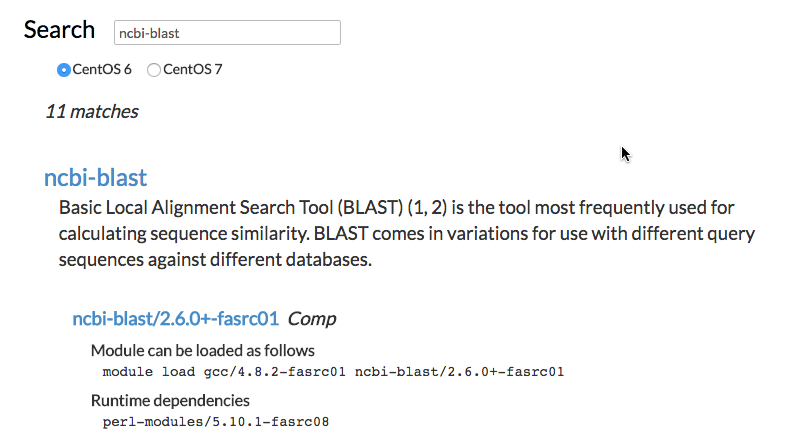 Search ncbi-blast
CentOS 6 CentOS 7
11 matches
ncbi-blast
Basic Local Alignment Search Tool (BLAST) (1, 2) is the tool most frequently used for
calculating sequence similarity. BLAST comes in variations for use with different query
sequences against different databases.
ncbi-blast/2.6.0+-fasrc01 Comp
Module can be loaded as follows
module load gcc/4.8.2-fasrc01 ncbi-blast/2.6.0+-fasrc01
Runtime dependencies
perl-modules/5.10.1-fasrc08